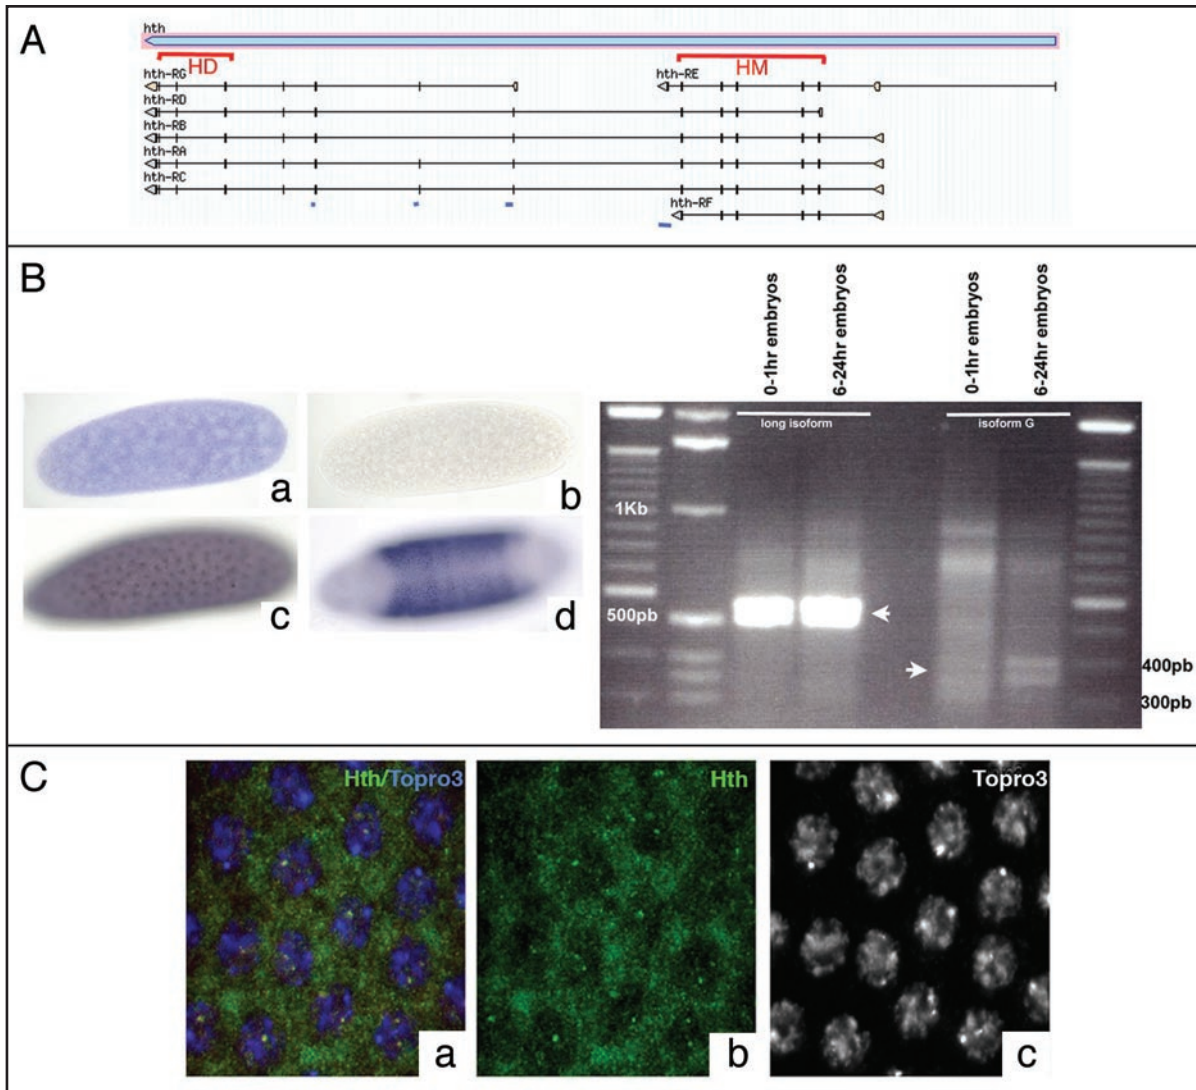 A
hth
HD
HM
hth-RG
hth-RE
hth-RD
hth-RB
hth-RA
hth-RC
hth-RF
B
a
b
c
d
0-1hr embryos
6-24hr embryos
0-1hr embryos
6-24hr embryos
long isoform
isoform G
1Kb
500pb
400pb
300pb
C
Hth/Topro3
a
Hth
b
Topro3
c